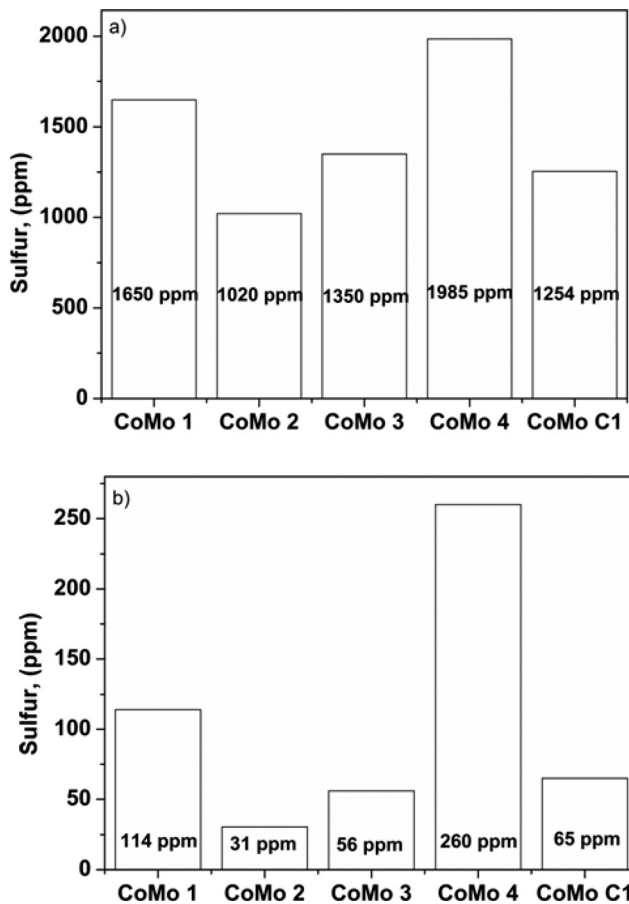 a)
2000
1500
1000
500
0
Sulfur, (ppm)
1650 ppm 1020 ppm 1350 ppm 1985 ppm 1254 ppm
CoMo 1 CoMo 2 CoMo 3 CoMo 4 CoMo C1
b)
250
200
150
100
50
0
Sulfur, (ppm)
114 ppm 31 ppm 56 ppm 260 ppm 65 ppm
CoMo 1 CoMo 2 CoMo 3 CoMo 4 CoMo C1